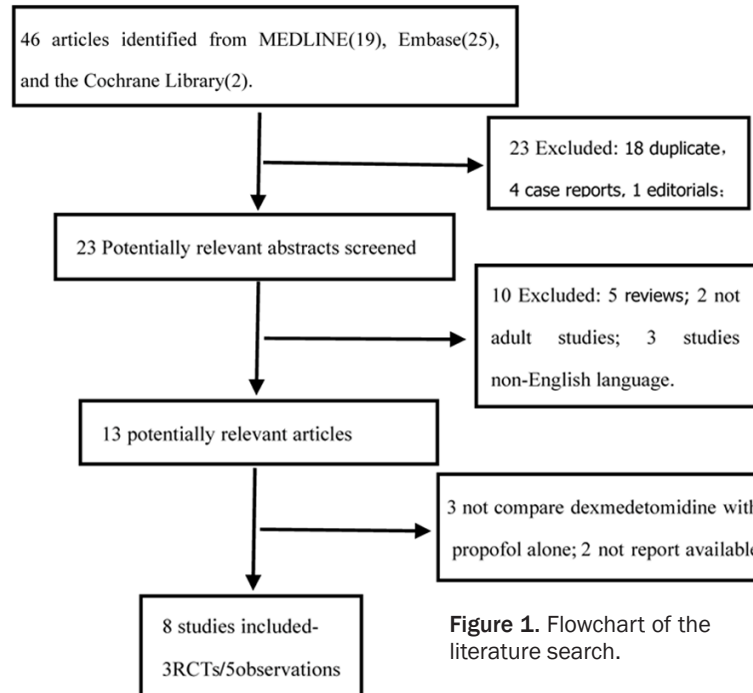 46 articles identified from MEDLINE(19), Embase(25),
and the Cochrane Library(2).
23 Excluded: 18 duplicate,
4 case reports, 1 editorials;
23 Potentially relevant abstracts screened
10 Excluded: 5 reviews; 2 not
adult studies; 3 studies
non-English language.
13 potentially relevant articles
3 not compare dexmedetomidine with
propofol alone; 2 not report available
8 studies included-
3RCTs/5observations
Figure 1. Flowchart of the
literature search.